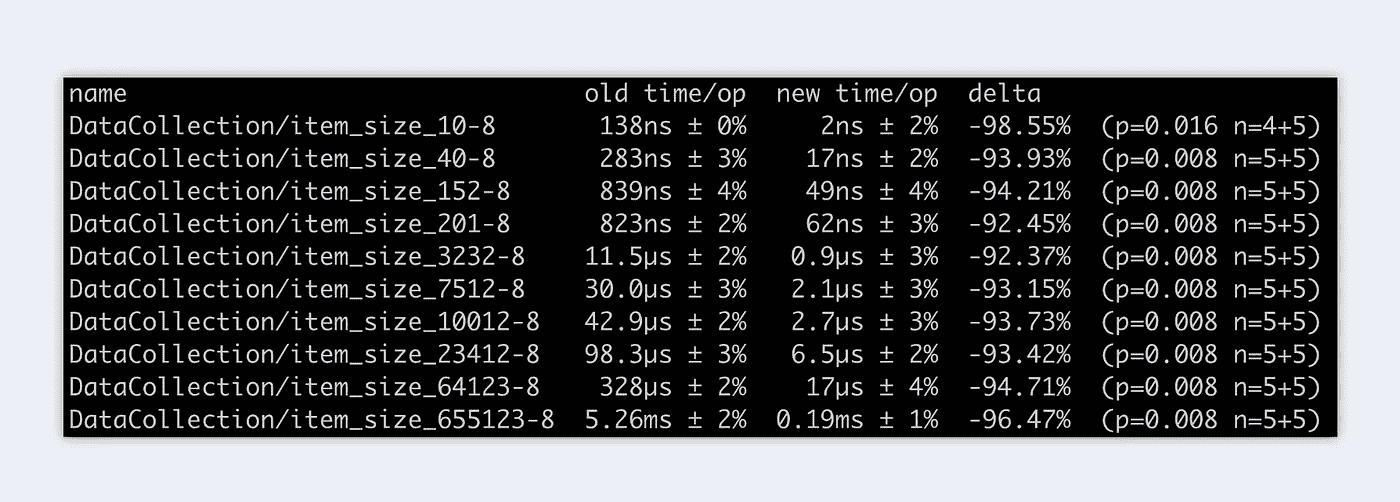 name old time/op new time/op delta
DataCollection/item_size_10-8 138ns ± 0% 2ns ± 2% -98.55% (p=0.016 n=4+5)
DataCollection/item_size_40-8 283ns ± 3% 17ns ± 2% -93.93% (p=0.008 n=5+5)
DataCollection/item_size_152-8 839ns ± 4% 49ns ± 4% -94.21% (p=0.008 n=5+5)
DataCollection/item_size_201-8 823ns ± 2% 62ns ± 3% -92.45% (p=0.008 n=5+5)
DataCollection/item_size_3232-8 11.5µs ± 2% 0.9µs ± 3% -92.37% (p=0.008 n=5+5)
DataCollection/item_size_7512-8 30.0µs ± 3% 2.1µs ± 3% -93.15% (p=0.008 n=5+5)
DataCollection/item_size_10012-8 42.9µs ± 2% 2.7µs ± 3% -93.73% (p=0.008 n=5+5)
DataCollection/item_size_23412-8 98.3µs ± 3% 6.5µs ± 2% -93.42% (p=0.008 n=5+5)
DataCollection/item_size_64123-8 328µs ± 2% 17µs ± 4% -94.71% (p=0.008 n=5+5)
DataCollection/item_size_655123-8 5.26ms ± 2% 0.19ms ± 1% -96.47% (p=0.008 n=5+5)